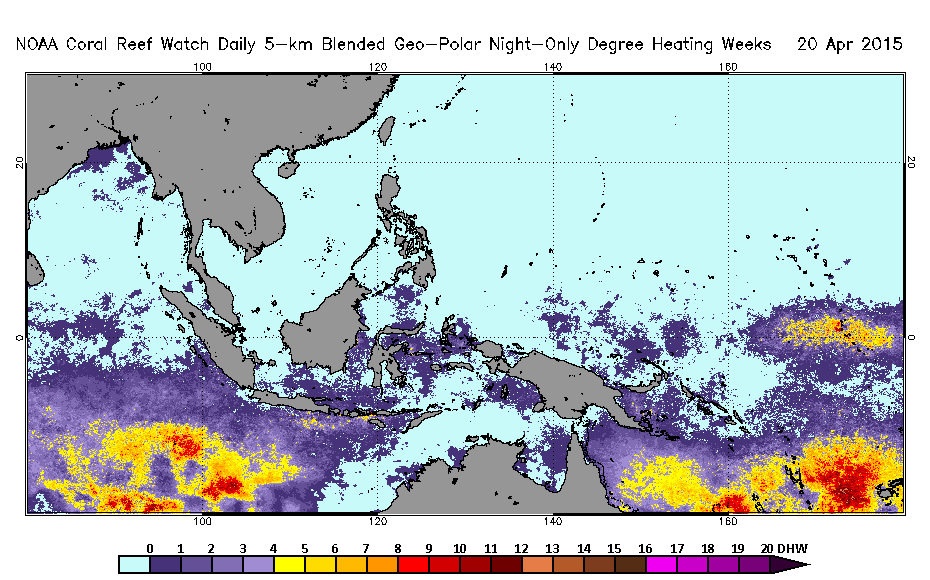 NOAA Coral Reef Watch Daily 5-km Blended Geo-Polar Night-Only Degree Heating Weeks 20 Apr 2015
100 120 140 160
20 20
0 0
100 120 140 160
0 1 2 3 4 5 6 7 8 9 10 11 12 13 14 15 16 17 18 19 20 DHW